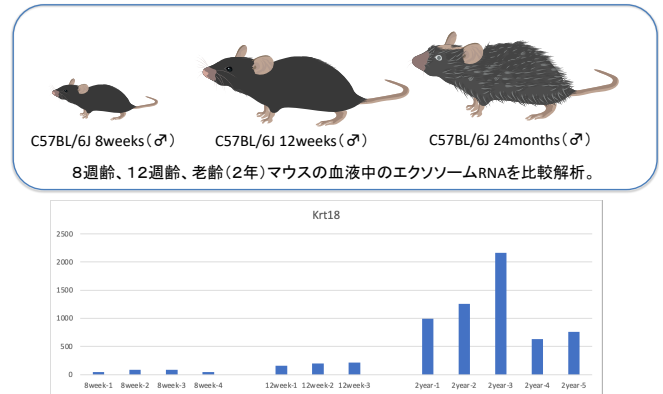 C57BL/6J 8weeks(♂)
C57BL/6J 12weeks(♂)
C57BL/6J 24months(♂)
8週齢、12週齢、老齢(2年)マウスの血液中のエクソソームRNAを比較解析。
Krt18
2500
2000
1500
1000
500
0
8week-1 8week-2 8week-3 8week-4 12week-1 12week-2 12week-3 2year-1 2year-2 2year-3 2year-4 2year-5